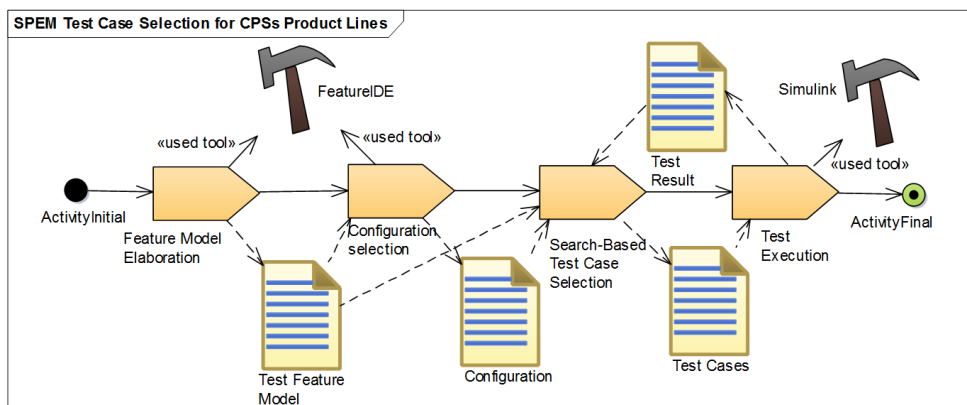 SPEM Test Case Selection for CPSs Product Lines
FeatureIDE
Simulink
«used tool»
«used tool»
«used tool»
Test
Result
ActivityInitial
ActivityFinal
Feature Model
Elaboration
Configuration
selection
Search-Based
Test Case
Selection
Test
Execution
Test Feature
Model
Configuration
Test Cases